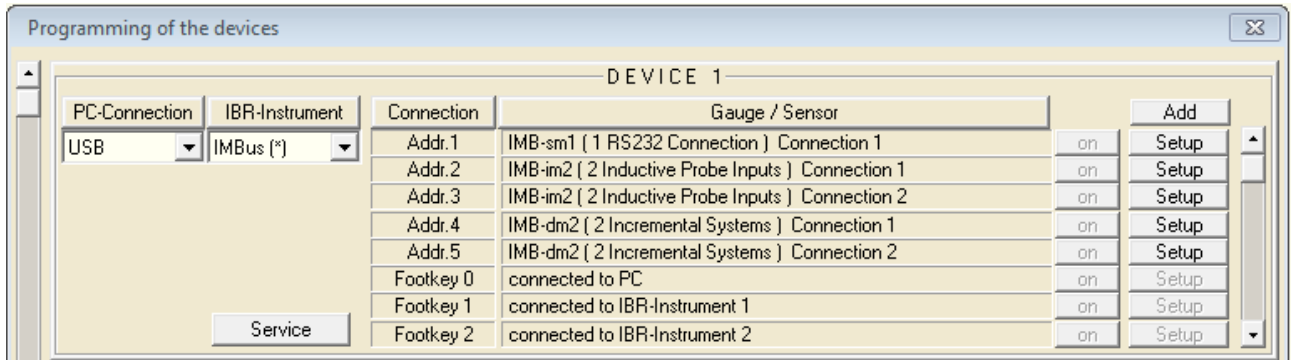 Programming of the devices
DEVICE 1
PC-Connection IBR-Instrument Connection Gauge / Sensor Add
USB IMBus (*) Addr.1 IMB-sm1 ( 1 RS232 Connection ) Connection 1 on Setup
Addr.2 IMB-im2 ( 2 Inductive Probe Inputs ) Connection 1 on Setup
Addr.3 IMB-im2 ( 2 Inductive Probe Inputs ) Connection 2 on Setup
Addr.4 IMB-dm2 ( 2 Incremental Systems ) Connection 1 on Setup
Addr.5 IMB-dm2 ( 2 Incremental Systems ) Connection 2 on Setup
Footkey 0 connected to PC on Setup
Footkey 1 connected to IBR-Instrument 1 on Setup
Service Footkey 2 connected to IBR-Instrument 2 on Setup